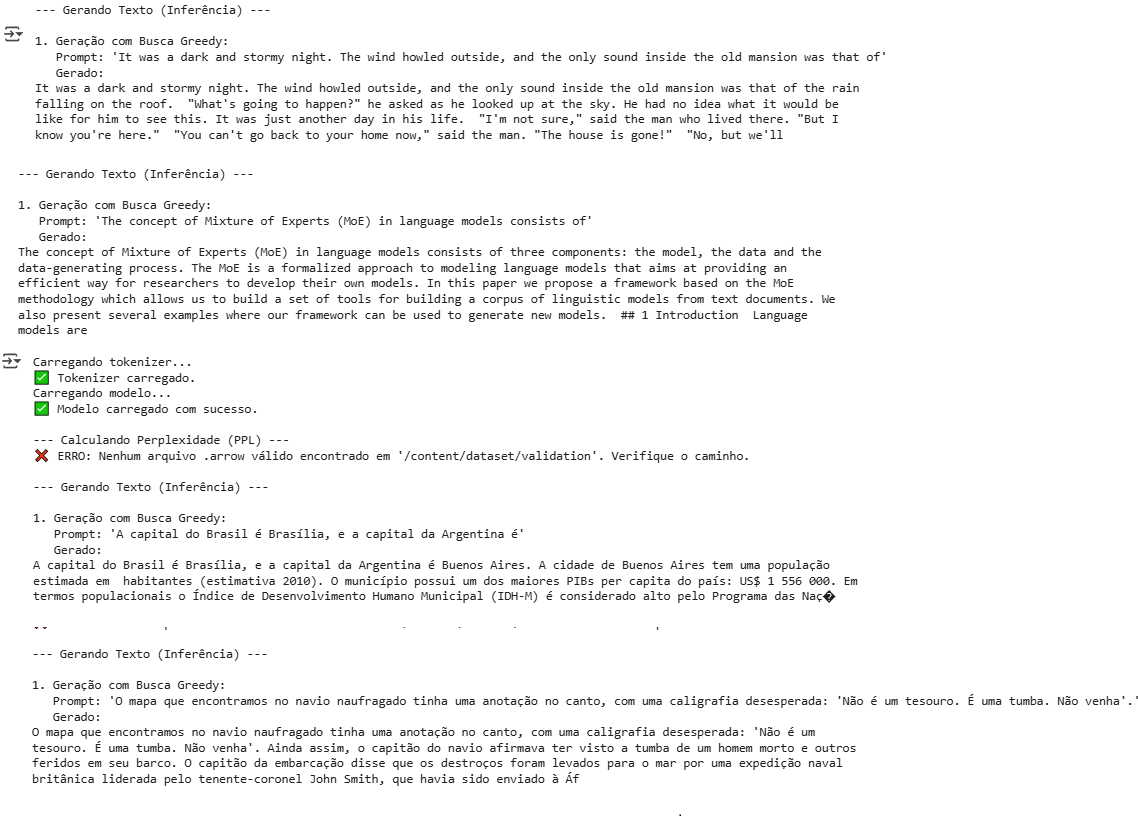 --- Gerando Texto (Inferência) ---
1. Geração com Busca Greedy:
Prompt: 'It was a dark and stormy night. The wind howled outside, and the only sound inside the old mansion was that of'
Gerado:
It was a dark and stormy night. The wind howled outside, and the only sound inside the old mansion was that of the rain
falling on the roof.  "What's going to happen?" he asked as he looked up at the sky. He had no idea what it would be
like for him to see this. It was just another day in his life.  "I'm not sure," said the man who lived there. "But I
know you're here."  "You can't go back to your home now," said the man. "The house is gone!"  "No, but we'll
--- Gerando Texto (Inferência) ---
1. Geração com Busca Greedy:
Prompt: 'The concept of Mixture of Experts (MoE) in language models consists of'
Gerado:
The concept of Mixture of Experts (MoE) in language models consists of three components: the model, the data and the
data-generating process. The MoE is a formalized approach to modeling language models that aims at providing an
efficient way for researchers to develop their own models. In this paper we propose a framework based on the MoE
methodology which allows us to build a set of tools for building a corpus of linguistic models from text documents. We
also present several examples where our framework can be used to generate new models.  ## 1 Introduction  Language
models are
Carregando tokenizer...
✅ Tokenizer carregado.
Carregando modelo...
✅ Modelo carregado com sucesso.
--- Calculando Perplexidade (PPL) ---
❌ ERRO: Nenhum arquivo .arrow válido encontrado em '/content/dataset/validation'. Verifique o caminho.
--- Gerando Texto (Inferência) ---
1. Geração com Busca Greedy:
Prompt: 'A capital do Brasil é Brasília, e a capital da Argentina é'
Gerado:
A capital do Brasil é Brasília, e a capital da Argentina é Buenos Aires. A cidade de Buenos Aires tem uma população
estimada em  habitantes (estimativa 2010). O município possui um dos maiores PIBs per capita do país: US$ 1 556 000. Em
termos populacionais o Índice de Desenvolvimento Humano Municipal (IDH-M) é considerado alto pelo Programa das Naç�
--- Gerando Texto (Inferência) ---
1. Geração com Busca Greedy:
Prompt: 'O mapa que encontramos no navio naufragado tinha uma anotação no canto, com uma caligrafia desesperada: 'Não é um tesouro. É uma tumba. Não venha'.'
Gerado:
O mapa que encontramos no navio naufragado tinha uma anotação no canto, com uma caligrafia desesperada: 'Não é um
tesouro. É uma tumba. Não venha'. Ainda assim, o capitão do navio afirmava ter visto a tumba de um homem morto e outros
feridos em seu barco. O capitão da embarcação disse que os destroços foram levados para o mar por uma expedição naval
britânica liderada pelo tenente-coronel John Smith, que havia sido enviado à Áf